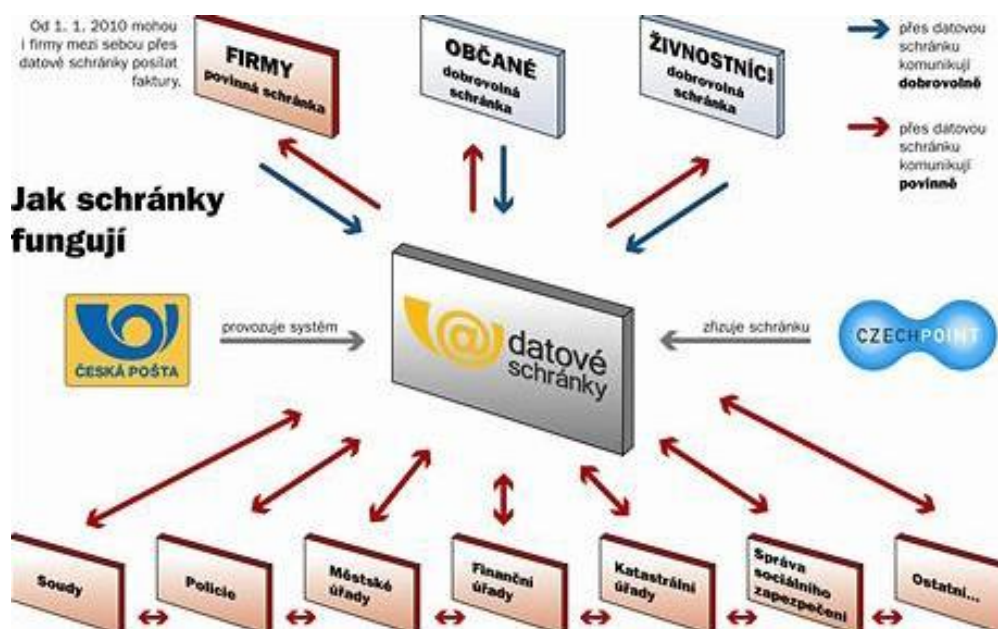 Od 1. 1. 2010 mohou
i firmy mezi sebou přes
datové schránky posílat
faktury.
FIRMY
povinná schránka
OBČANÉ
dobrovolná
schránka
ŽIVNOSTNÍCI
dobrovolná
schránka
přes datovou
schránku
komunikují
dobrovolně
přes datovou
schránku
komunikují
povinně
Jak schránky
fungují
ČESKÁ POŠTA
provozuje systém
@ datové
schránky
zřizuje schránku
CZECHPOINT
Soudy
Policie
Městské
úřady
Finanční
úřady
Katastrální
úřady
Správa
sociálního
zapezpečení
Ostatní...